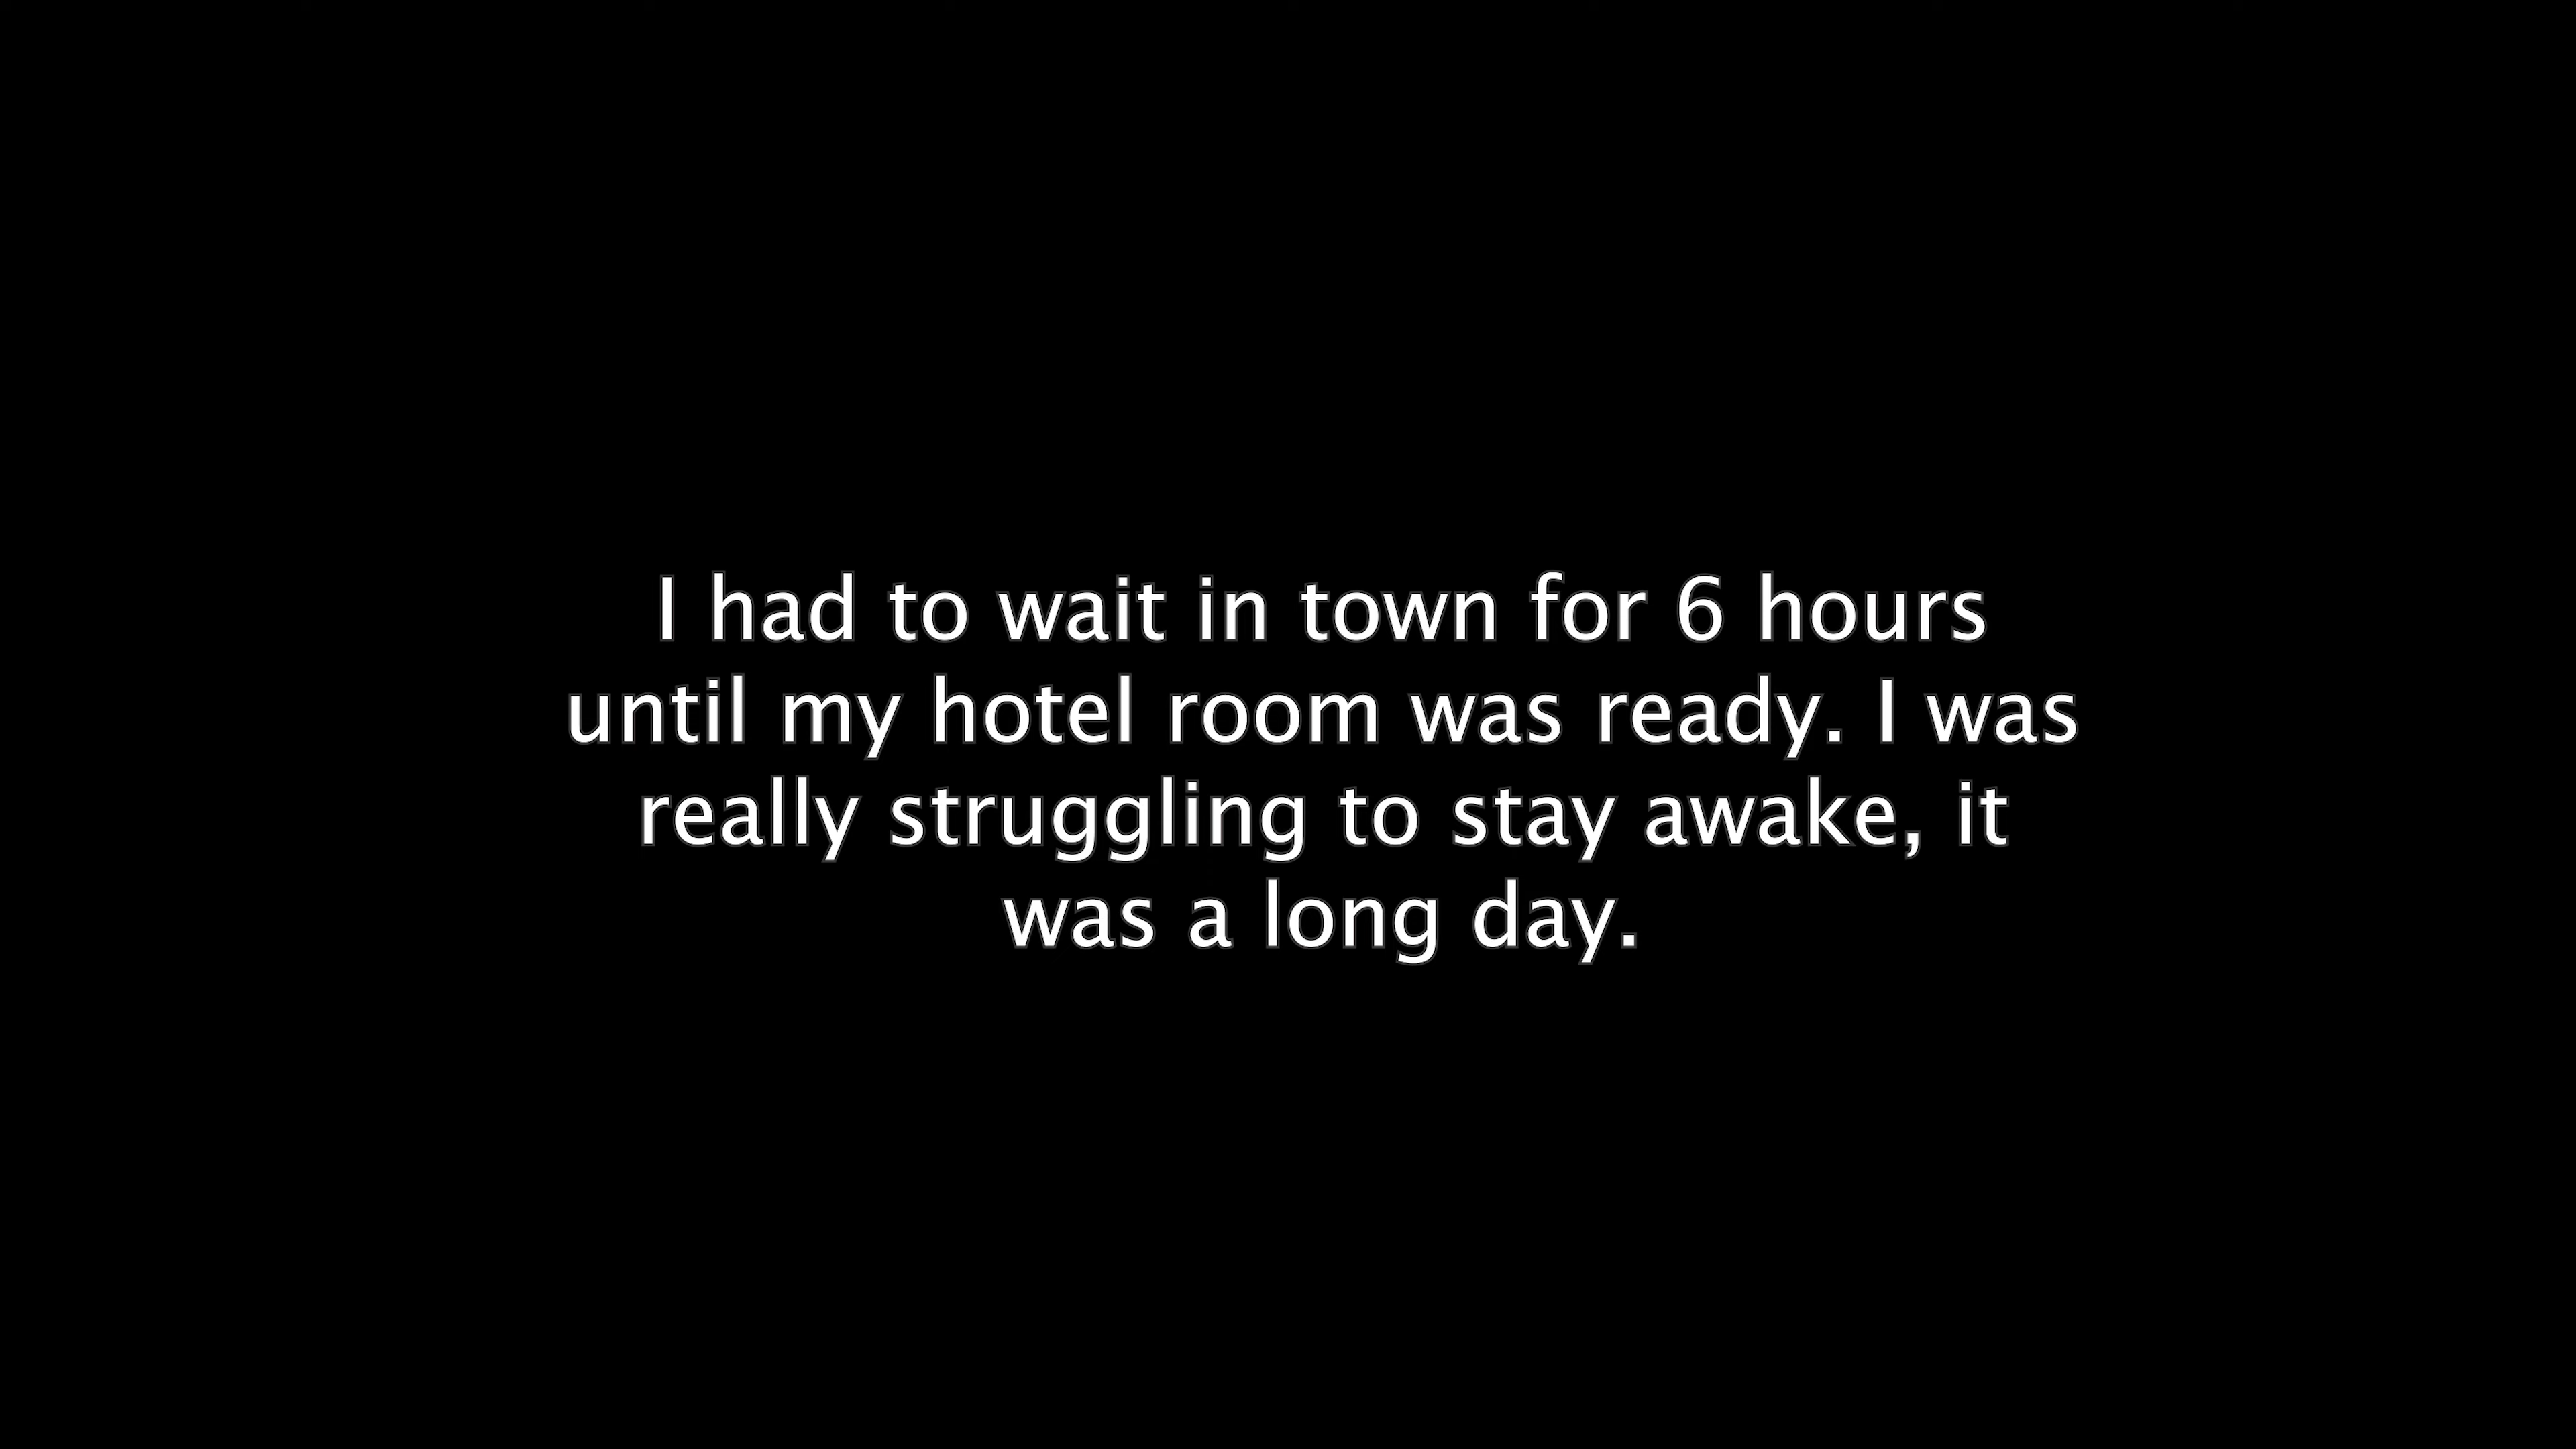 I had to wait in town for 6 hours
until my hotel room was ready. I was
really struggling to stay awake, it
was a long day.